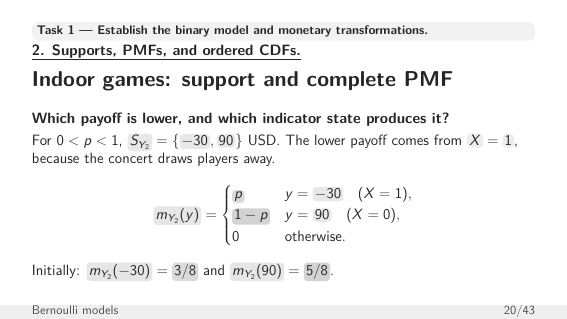 Task 1 — Establish the binary model and monetary transformations.
2. Supports, PMFs, and ordered CDFs.
Indoor games: support and complete PMF
Which payoff is lower, and which indicator state produces it?
For 0 < p < 1, S_{Y_2} = {−30, 90} USD. The lower payoff comes from X = 1,
because the concert draws players away.
m_{Y_2}(y) = { p y = −30 (X = 1),
1 − p y = 90 (X = 0),
0 otherwise.
Initially: m_{Y_2}(−30) = 3/8 and m_{Y_2}(90) = 5/8.
Bernoulli models 20/43